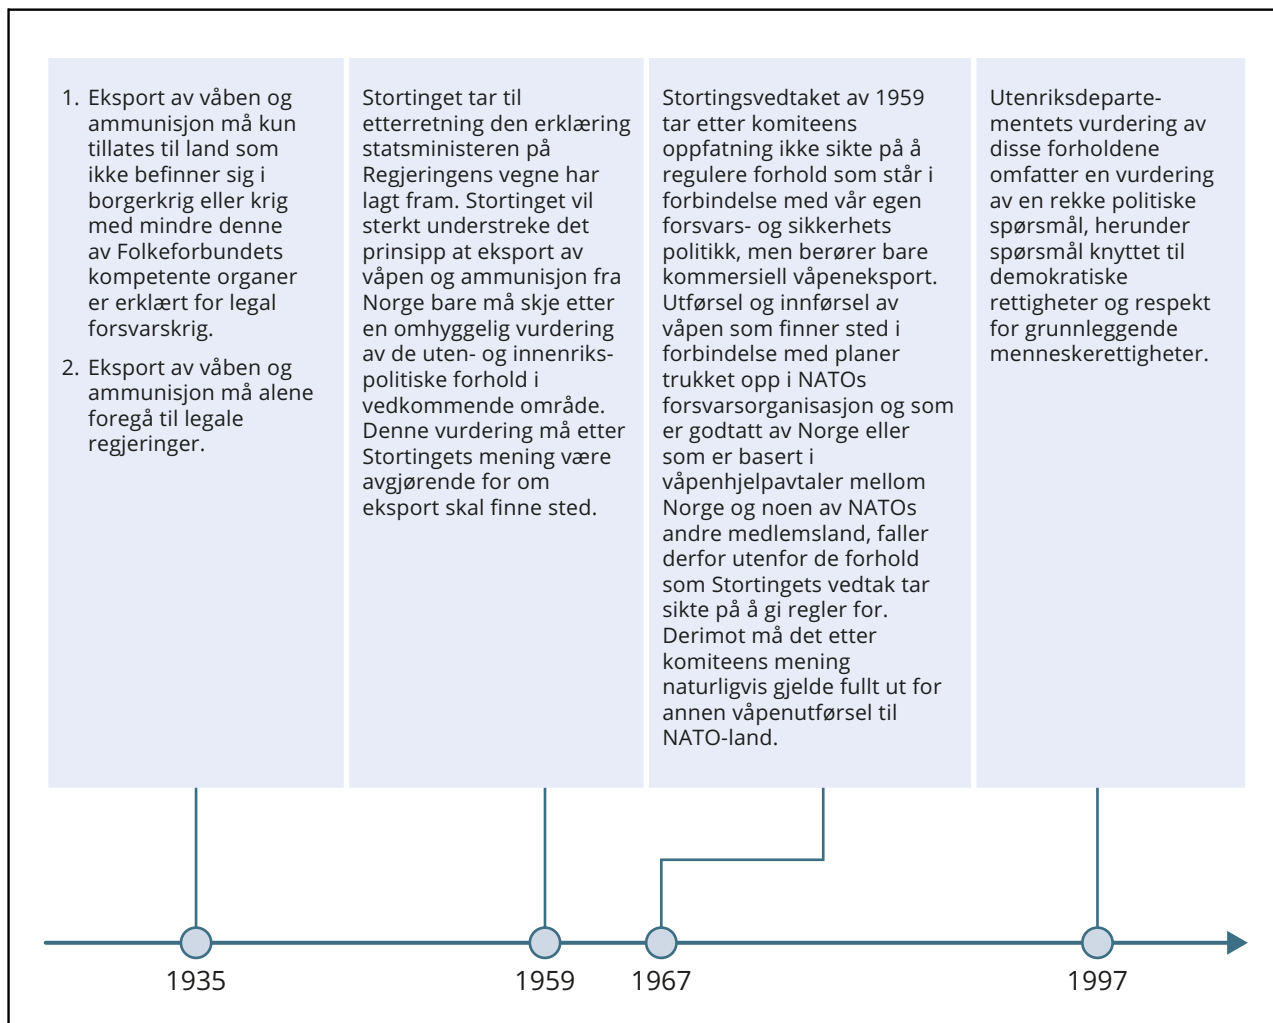 1. Eksport av våben og
ammunisjon må kun
tillates til land som
ikke befinner sig i
borgerkrig eller krig
med mindre denne
av Folkeforbundets
kompetente organer
er erklært for legal
forsvarskrig.
2. Eksport av våben og
ammunisjon må alene
foregå til legale
regjeringer.
Stortinget tar til
etterretning den erklæring
statsministeren på
Regjeringens vegne har
lagt fram. Stortinget vil
sterkt understreke det
prinsipp at eksport av
våpen og ammunisjon fra
Norge bare må skje etter
en omhyggelig vurdering
av de uten- og innenriks-
politiske forhold i
vedkommende område.
Denne vurdering må etter
Stortingets mening være
avgjørende for om
eksport skal finne sted.
Stortingsvedtaket av 1959
tar etter komiteens
oppfatning ikke sikte på å
regulere forhold som står i
forbindelse med vår egen
forsvars- og sikkerhets
politikk, men berører bare
kommersiell våpeneksport.
Utførsel og innførsel av
våpen som finner sted i
forbindelse med planer
trukket opp i NATOs
forsvarsorganisasjon og som
er godtatt av Norge eller
som er basert i
våpenhjelpavtaler mellom
Norge og noen av NATOs
andre medlemsland, faller
derfor utenfor de forhold
som Stortingets vedtak tar
sikte på å gi regler for.
Derimot må det etter
komiteens mening
naturligvis gjelde fullt ut for
annen våpenutførsel til
NATO-land.
Utenriksdeparte-
mentets vurdering av
disse forholdene
omfatter en vurdering
av en rekke politiske
spørsmål, herunder
spørsmål knyttet til
demokratiske
rettigheter og respekt
for grunnleggende
menneskerettigheter.
1935
1959
1967
1997